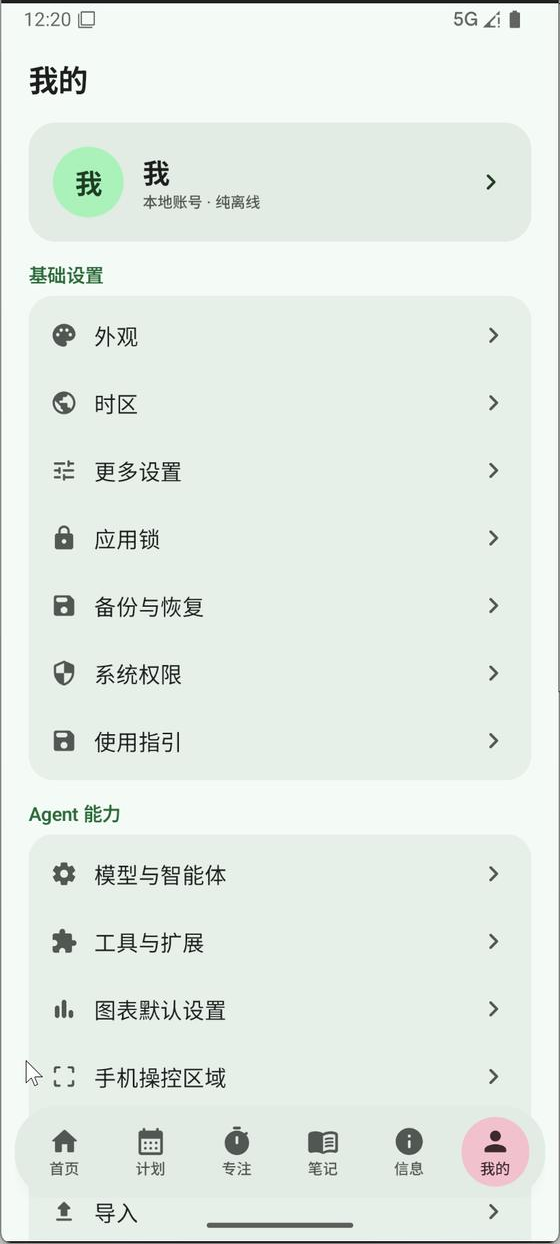 12:20
5G
我的
我
我
本地账号 · 纯离线
基础设置
外观
时区
更多设置
应用锁
备份与恢复
系统权限
使用指引
Agent 能力
模型与智能体
工具与扩展
图表默认设置
手机操控区域
首页
计划
专注
笔记
信息
我的
导入